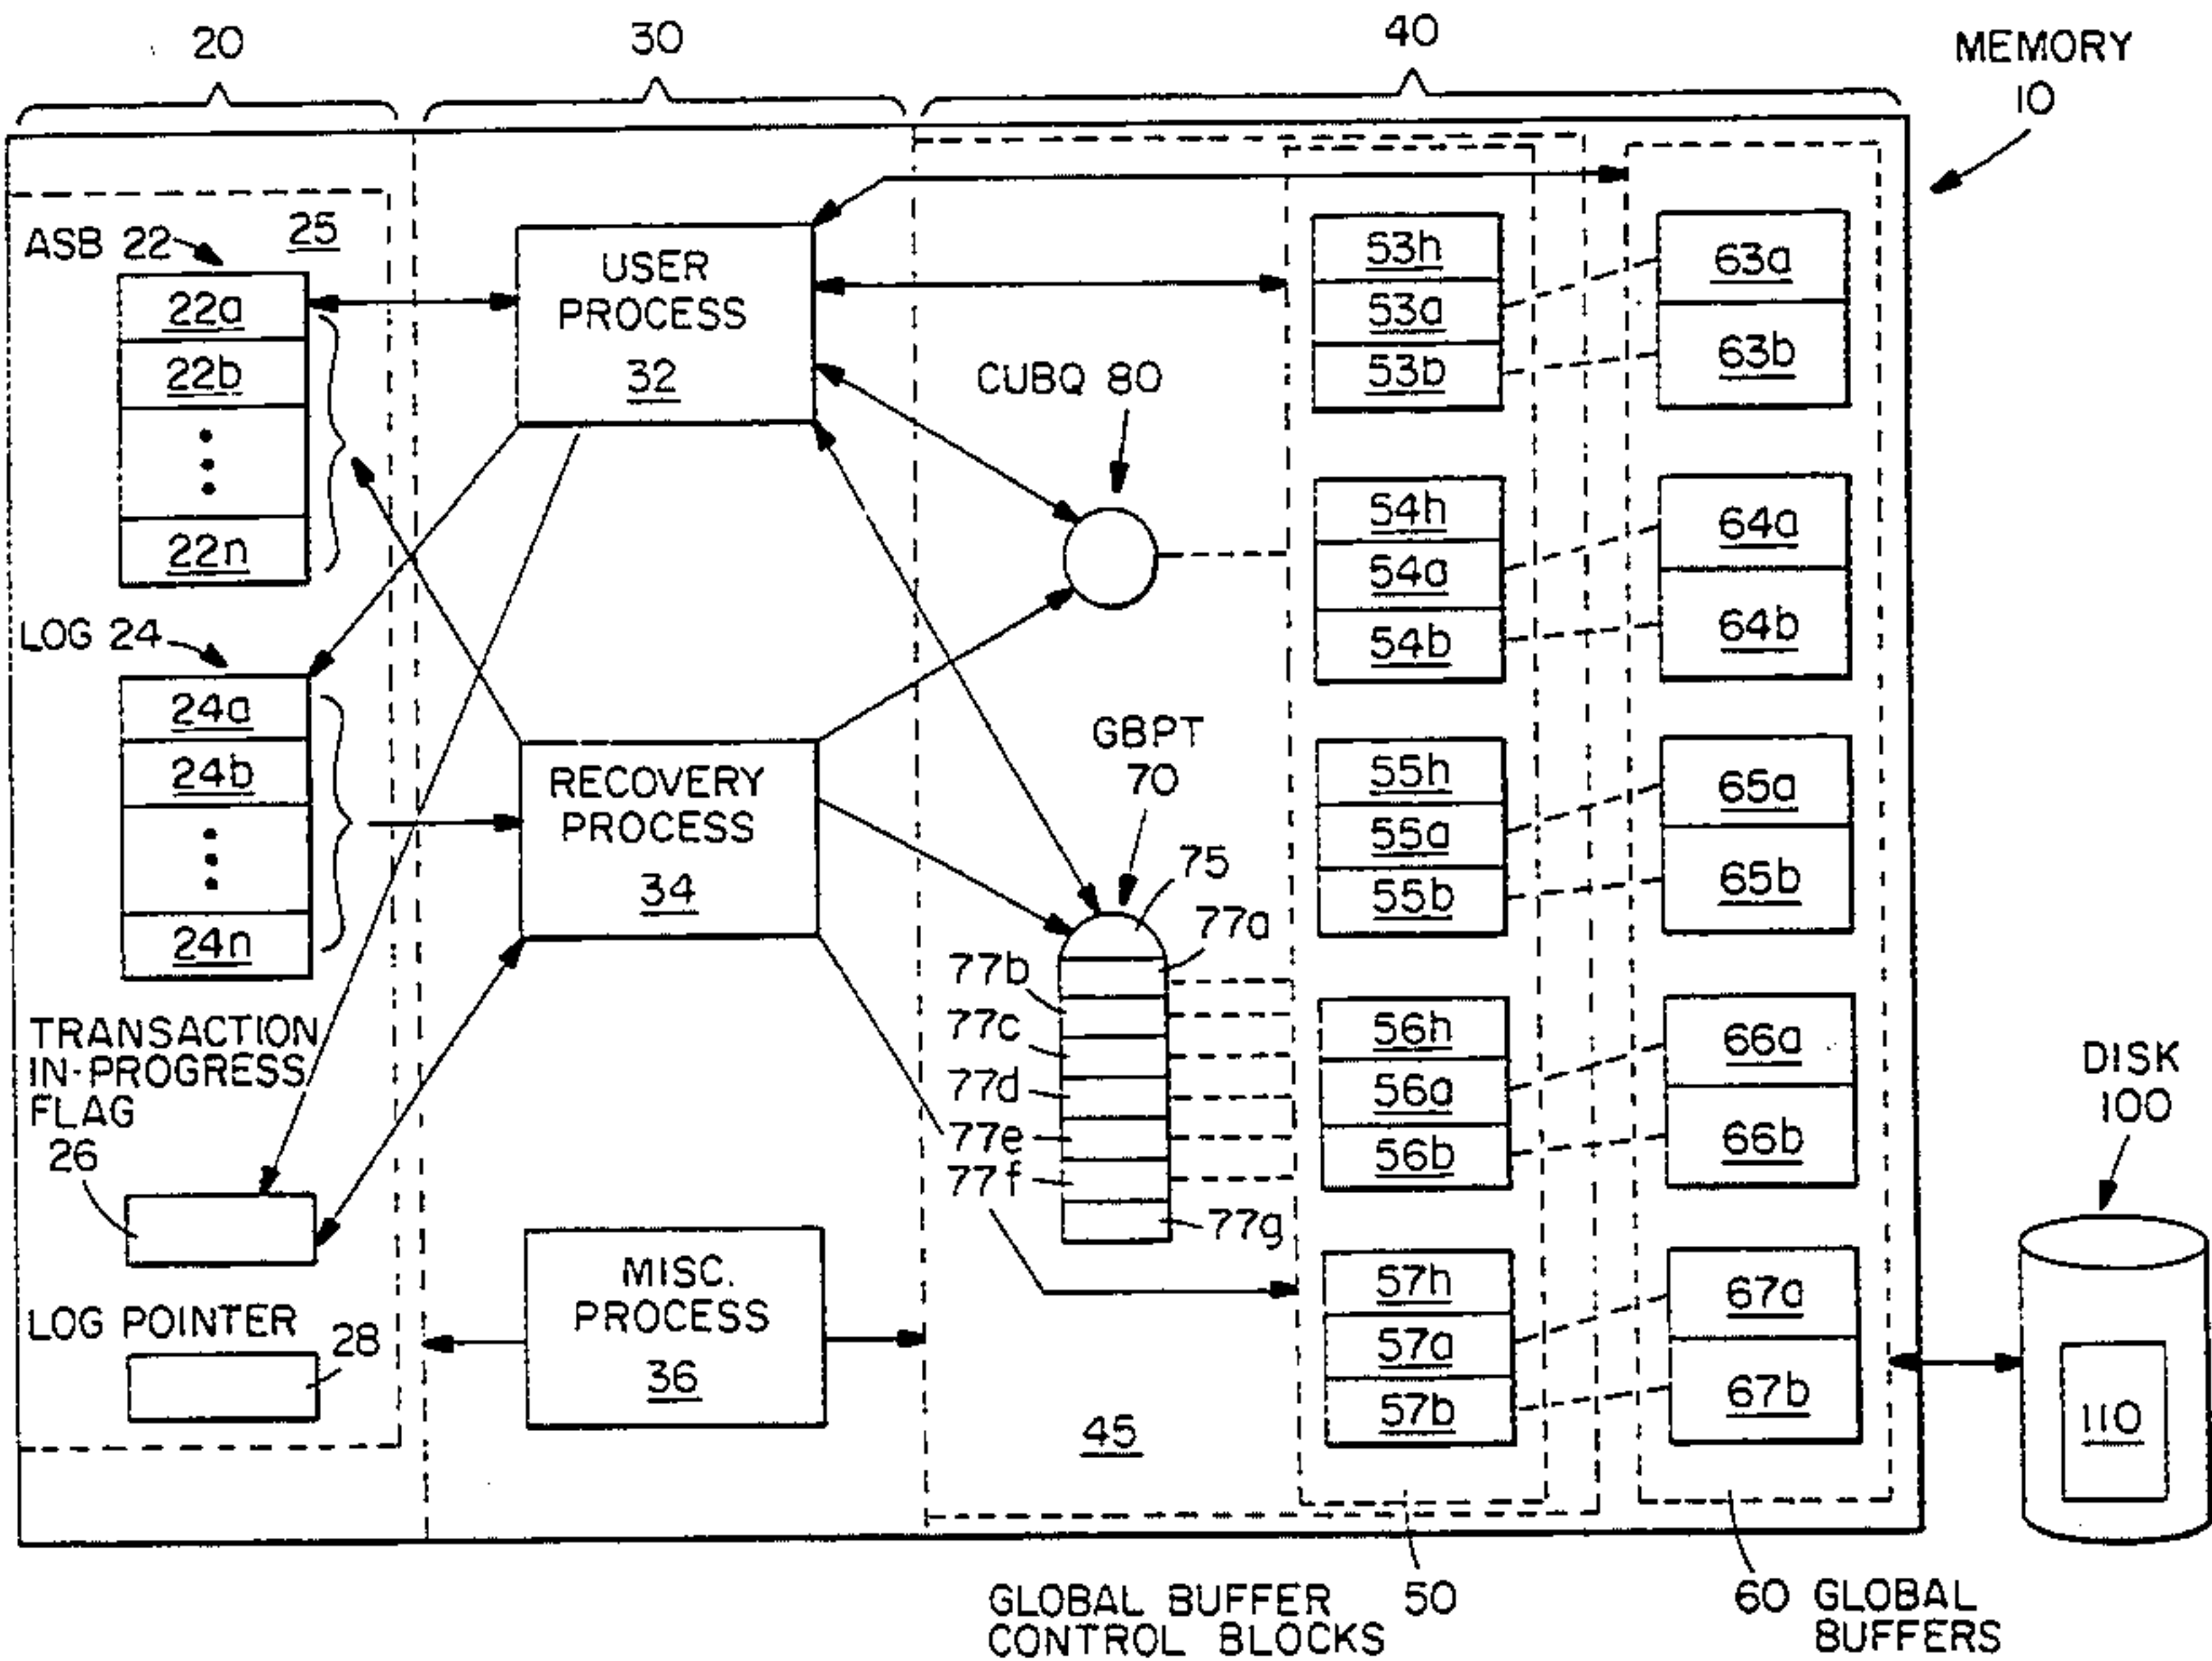 20
30
40
MEMORY
10
ASB 22
25
22a
22b
22n
LOG 24
24a
24b
24n
TRANSACTION
IN-PROGRESS
FLAG
26
LOG POINTER
28
USER
PROCESS
32
RECOVERY
PROCESS
34
MISC.
PROCESS
36
CUBQ 80
GBPT
70
75
77a
77b
77c
77d
77e
77f
77g
45
53h
53a
53b
54h
54a
54b
55h
55a
55b
56h
56a
56b
57h
57a
57b
63a
63b
64a
64b
65a
65b
66a
66b
67a
67b
DISK
100
110
GLOBAL BUFFER
CONTROL BLOCKS
50
60 GLOBAL
BUFFERS